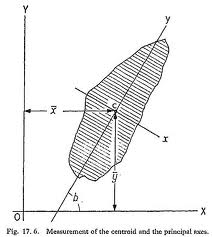 Y
y
c
x̄
x
ȳ
b
O
X
Fig. 17. 6. Measurement of the centroid and the principal axes.